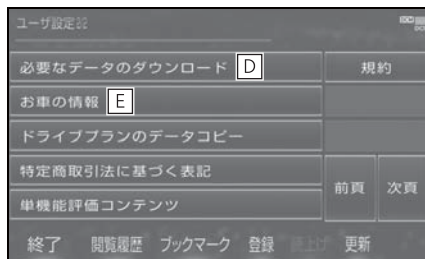 ユーザ設定
必要なデータのダウンロード D
規約
お車の情報 E
ドライブプランのデータコピー
特定商取引法に基づく表記
前頁 次頁
単機能評価コンテンツ
終了 閲覧履歴 ブックマーク 登録 更新